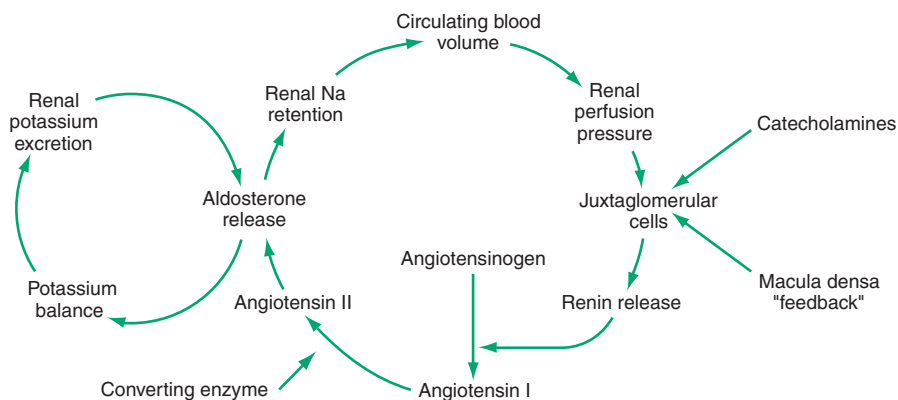 Circulating blood
volume
Renal Na
retention
Renal
perfusion
pressure
Catecholamines
Renal
potassium
excretion
Aldosterone
release
Juxtaglomerular
cells
Angiotensinogen
Macula densa
"feedback"
Potassium
balance
Angiotensin II
Renin release
Converting enzyme
Angiotensin I